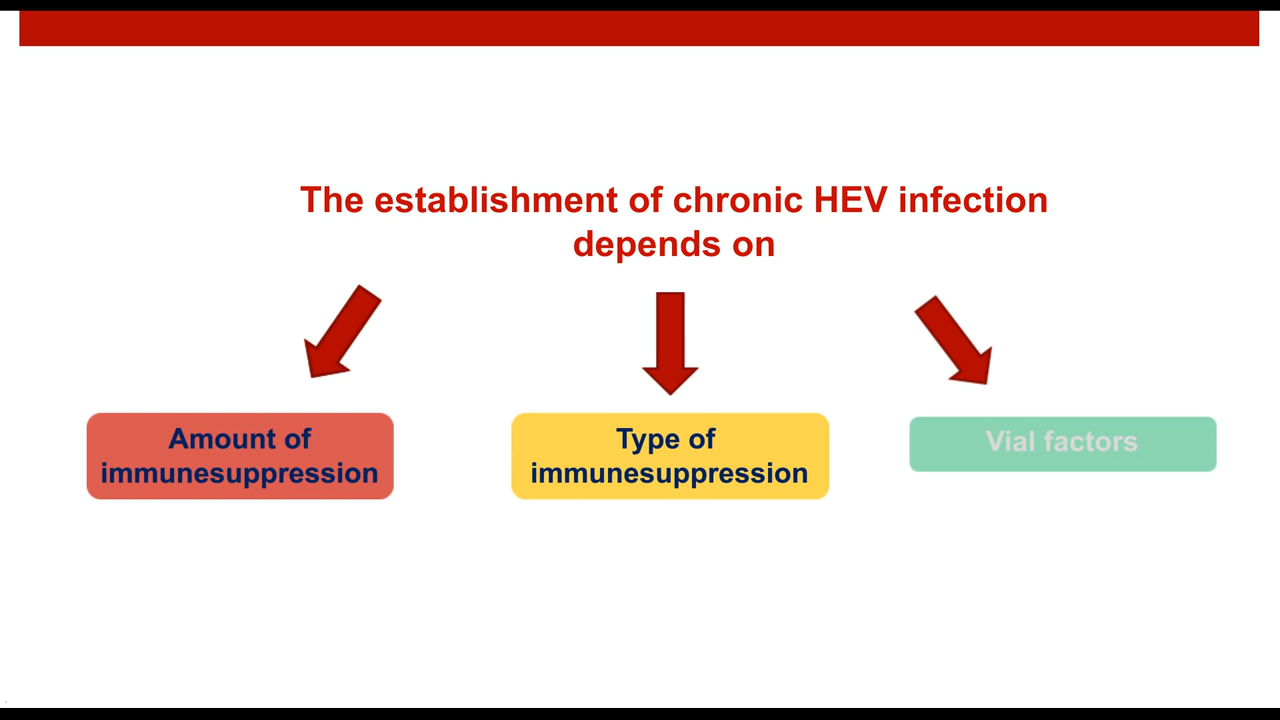 The establishment of chronic HEV infection
depends on
Amount of
immunesuppression
Type of
immunesuppression
Vial factors